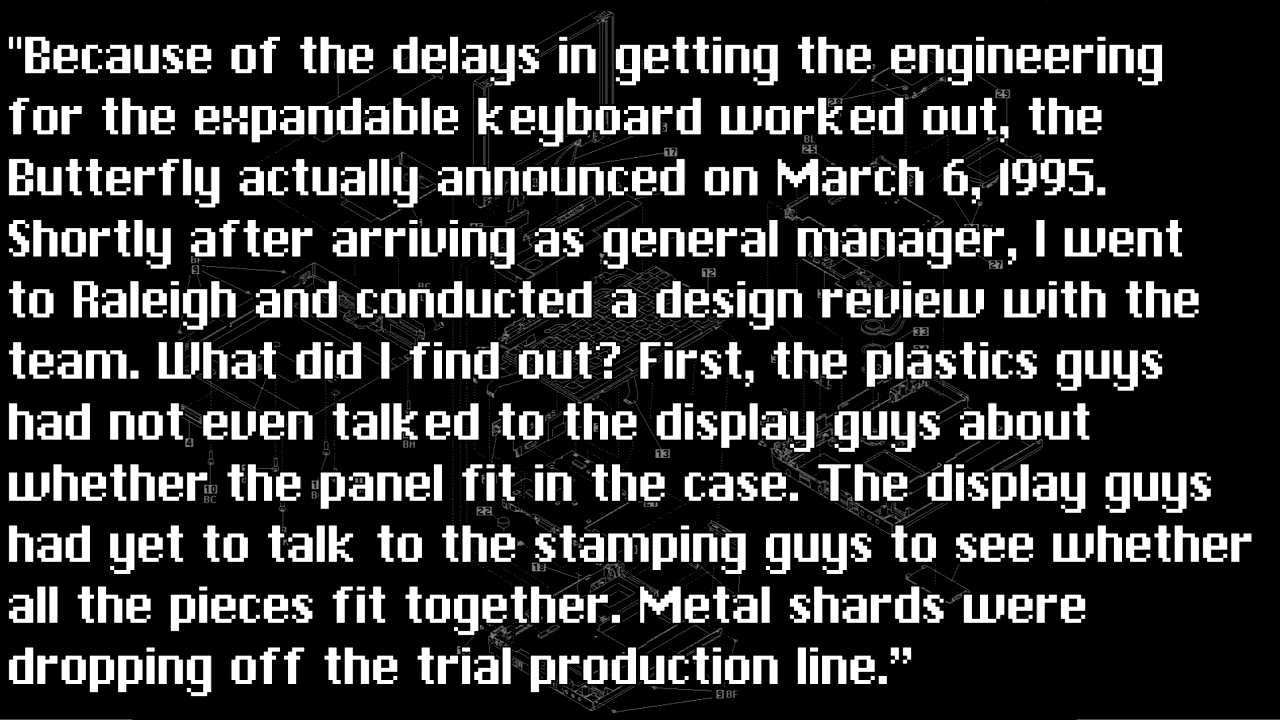 "Because of the delays in getting the engineering
for the expandable keyboard worked out, the
Butterfly actually announced on March 6, 1995.
Shortly after arriving as general manager, I went
to Raleigh and conducted a design review with the
team. What did I find out? First, the plastics guys
had not even talked to the display guys about
whether the panel fit in the case. The display guys
had yet to talk to the stamping guys to see whether
all the pieces fit together. Metal shards were
dropping off the trial production line.”